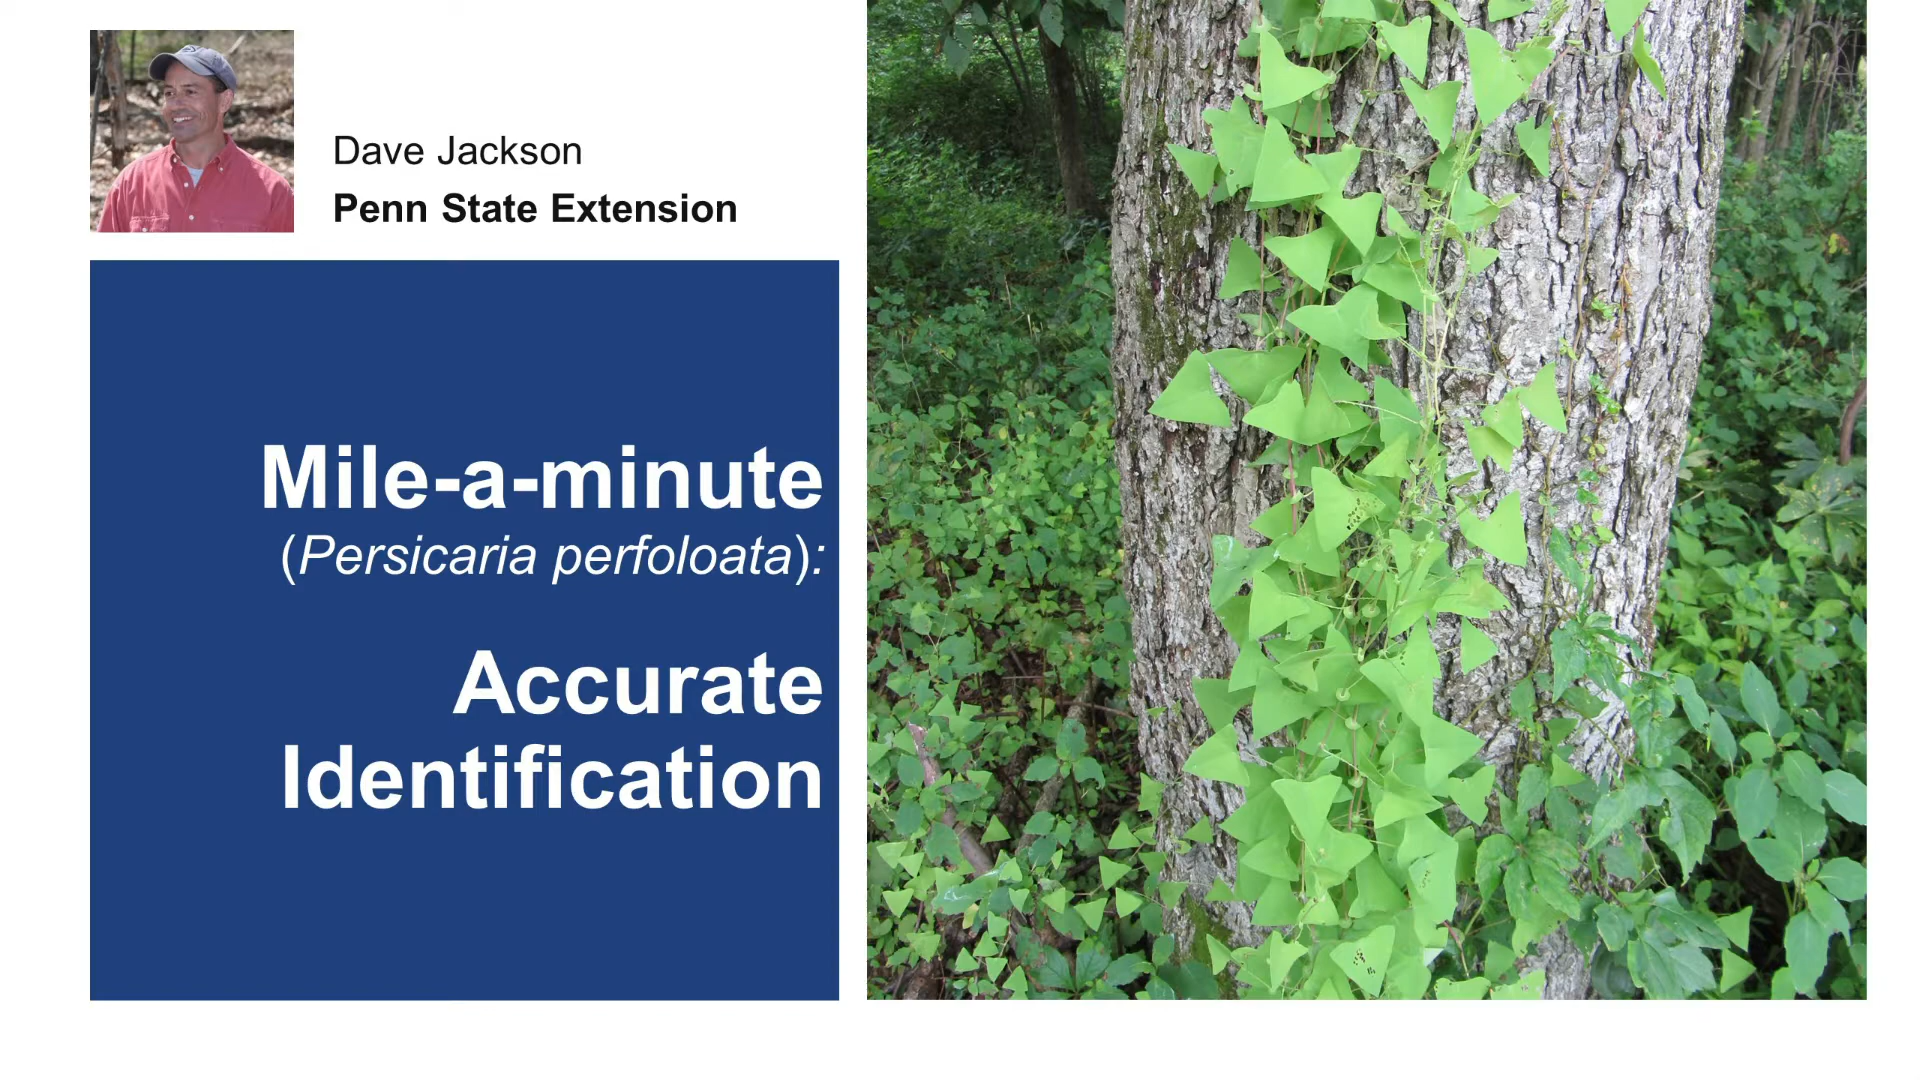 Dave Jackson
Penn State Extension
Mile-a-minute
(Persicaria perfoloata):
Accurate
Identification